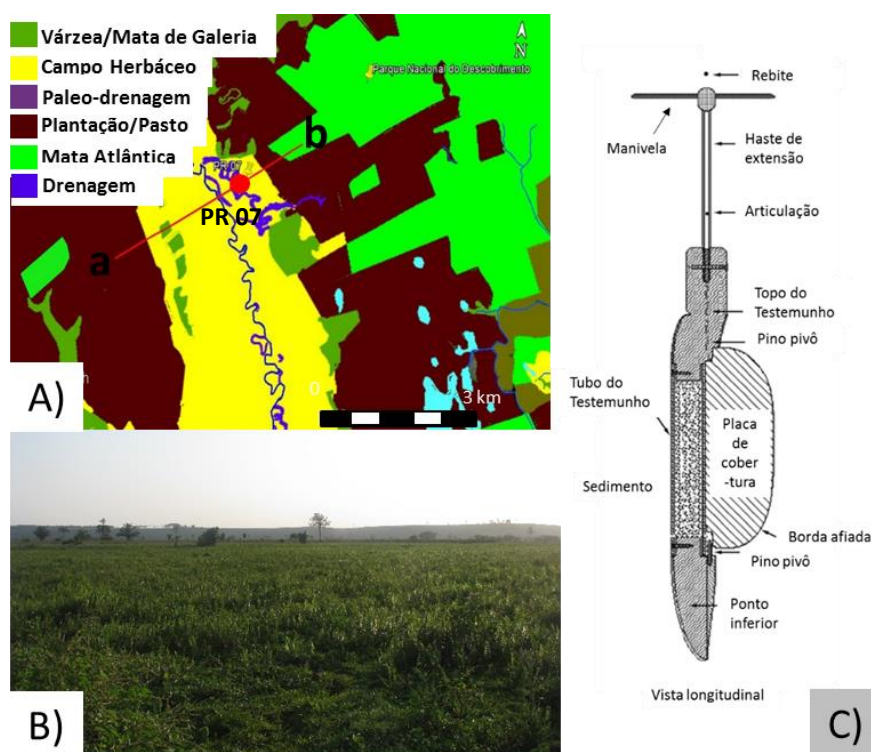 Várzea/Mata de Galeria
Campo Herbáceo
Paleo-drenagem
Plantação/Pasto
Mata Atlântica
Drenagem
N
Parque Nacional do Descobrimento
b
PR 07
PR 07
a
0
3 km
A)
B)
Rebite
Manivela
Haste de
extensão
Articulação
Topo do
Testemunho
Pino pivô
Tubo do
Testemunho
Placa
de
cober
-tura
Sedimento
Borda afiada
Pino pivô
Ponto
inferior
Vista longitudinal
C)